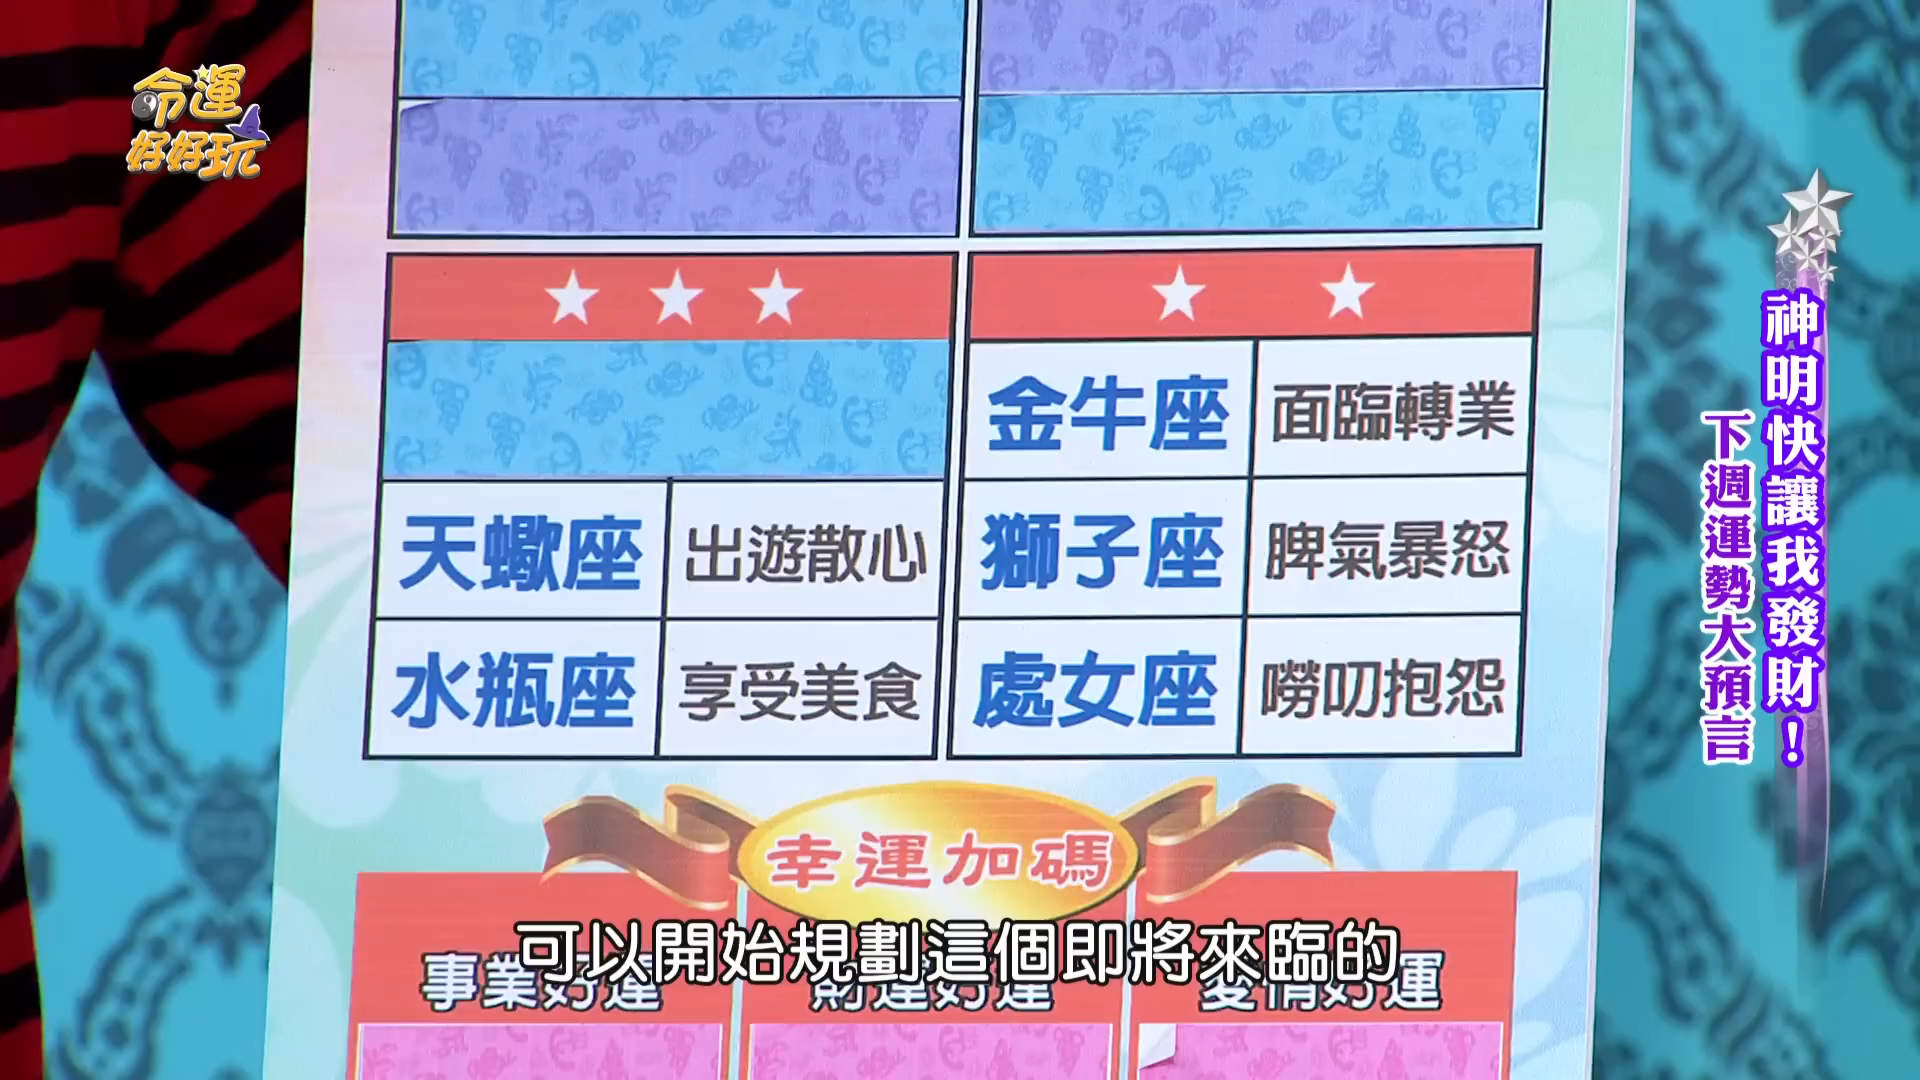 命運
好好玩
★ ★ ★
★ ★
金牛座 面臨轉業
天蠍座 出遊散心
獅子座 脾氣暴怒
水瓶座 享受美食
處女座 嘮叨抱怨
神明快讓我發財！
下週運勢大預言
幸運加碼
事業好運
財運好運
愛情好運
可以開始規劃這個即將來臨的